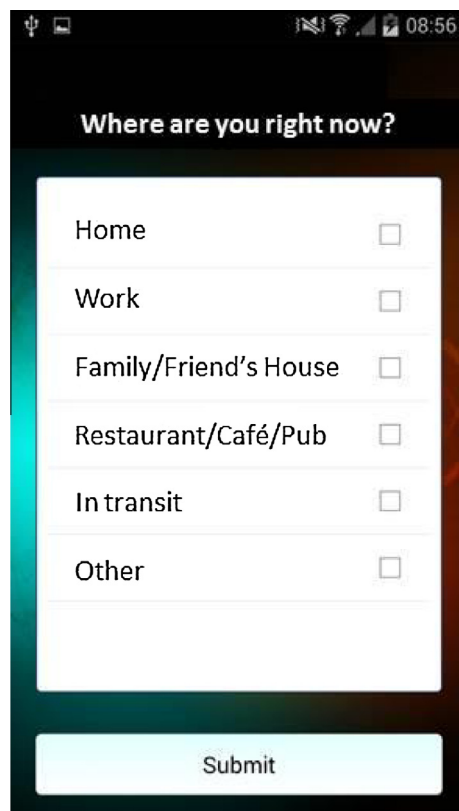 08:56
Where are you right now?
Home
Work
Family/Friend's House
Restaurant/Café/Pub
In transit
Other
Submit